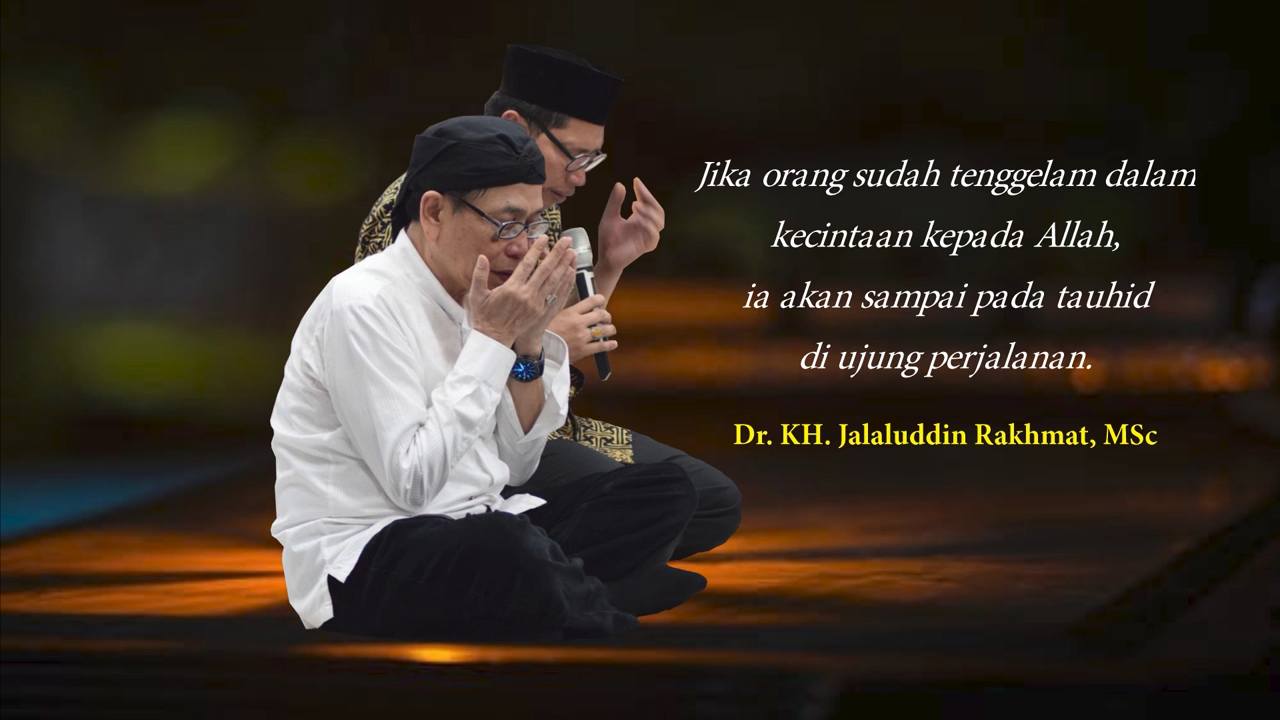 Jika orang sudah tenggelam dalam
kecintaan kepada Allah,
ia akan sampai pada tauhid
di ujung perjalanan.
Dr. KH. Jalaluddin Rakhmat, MSc